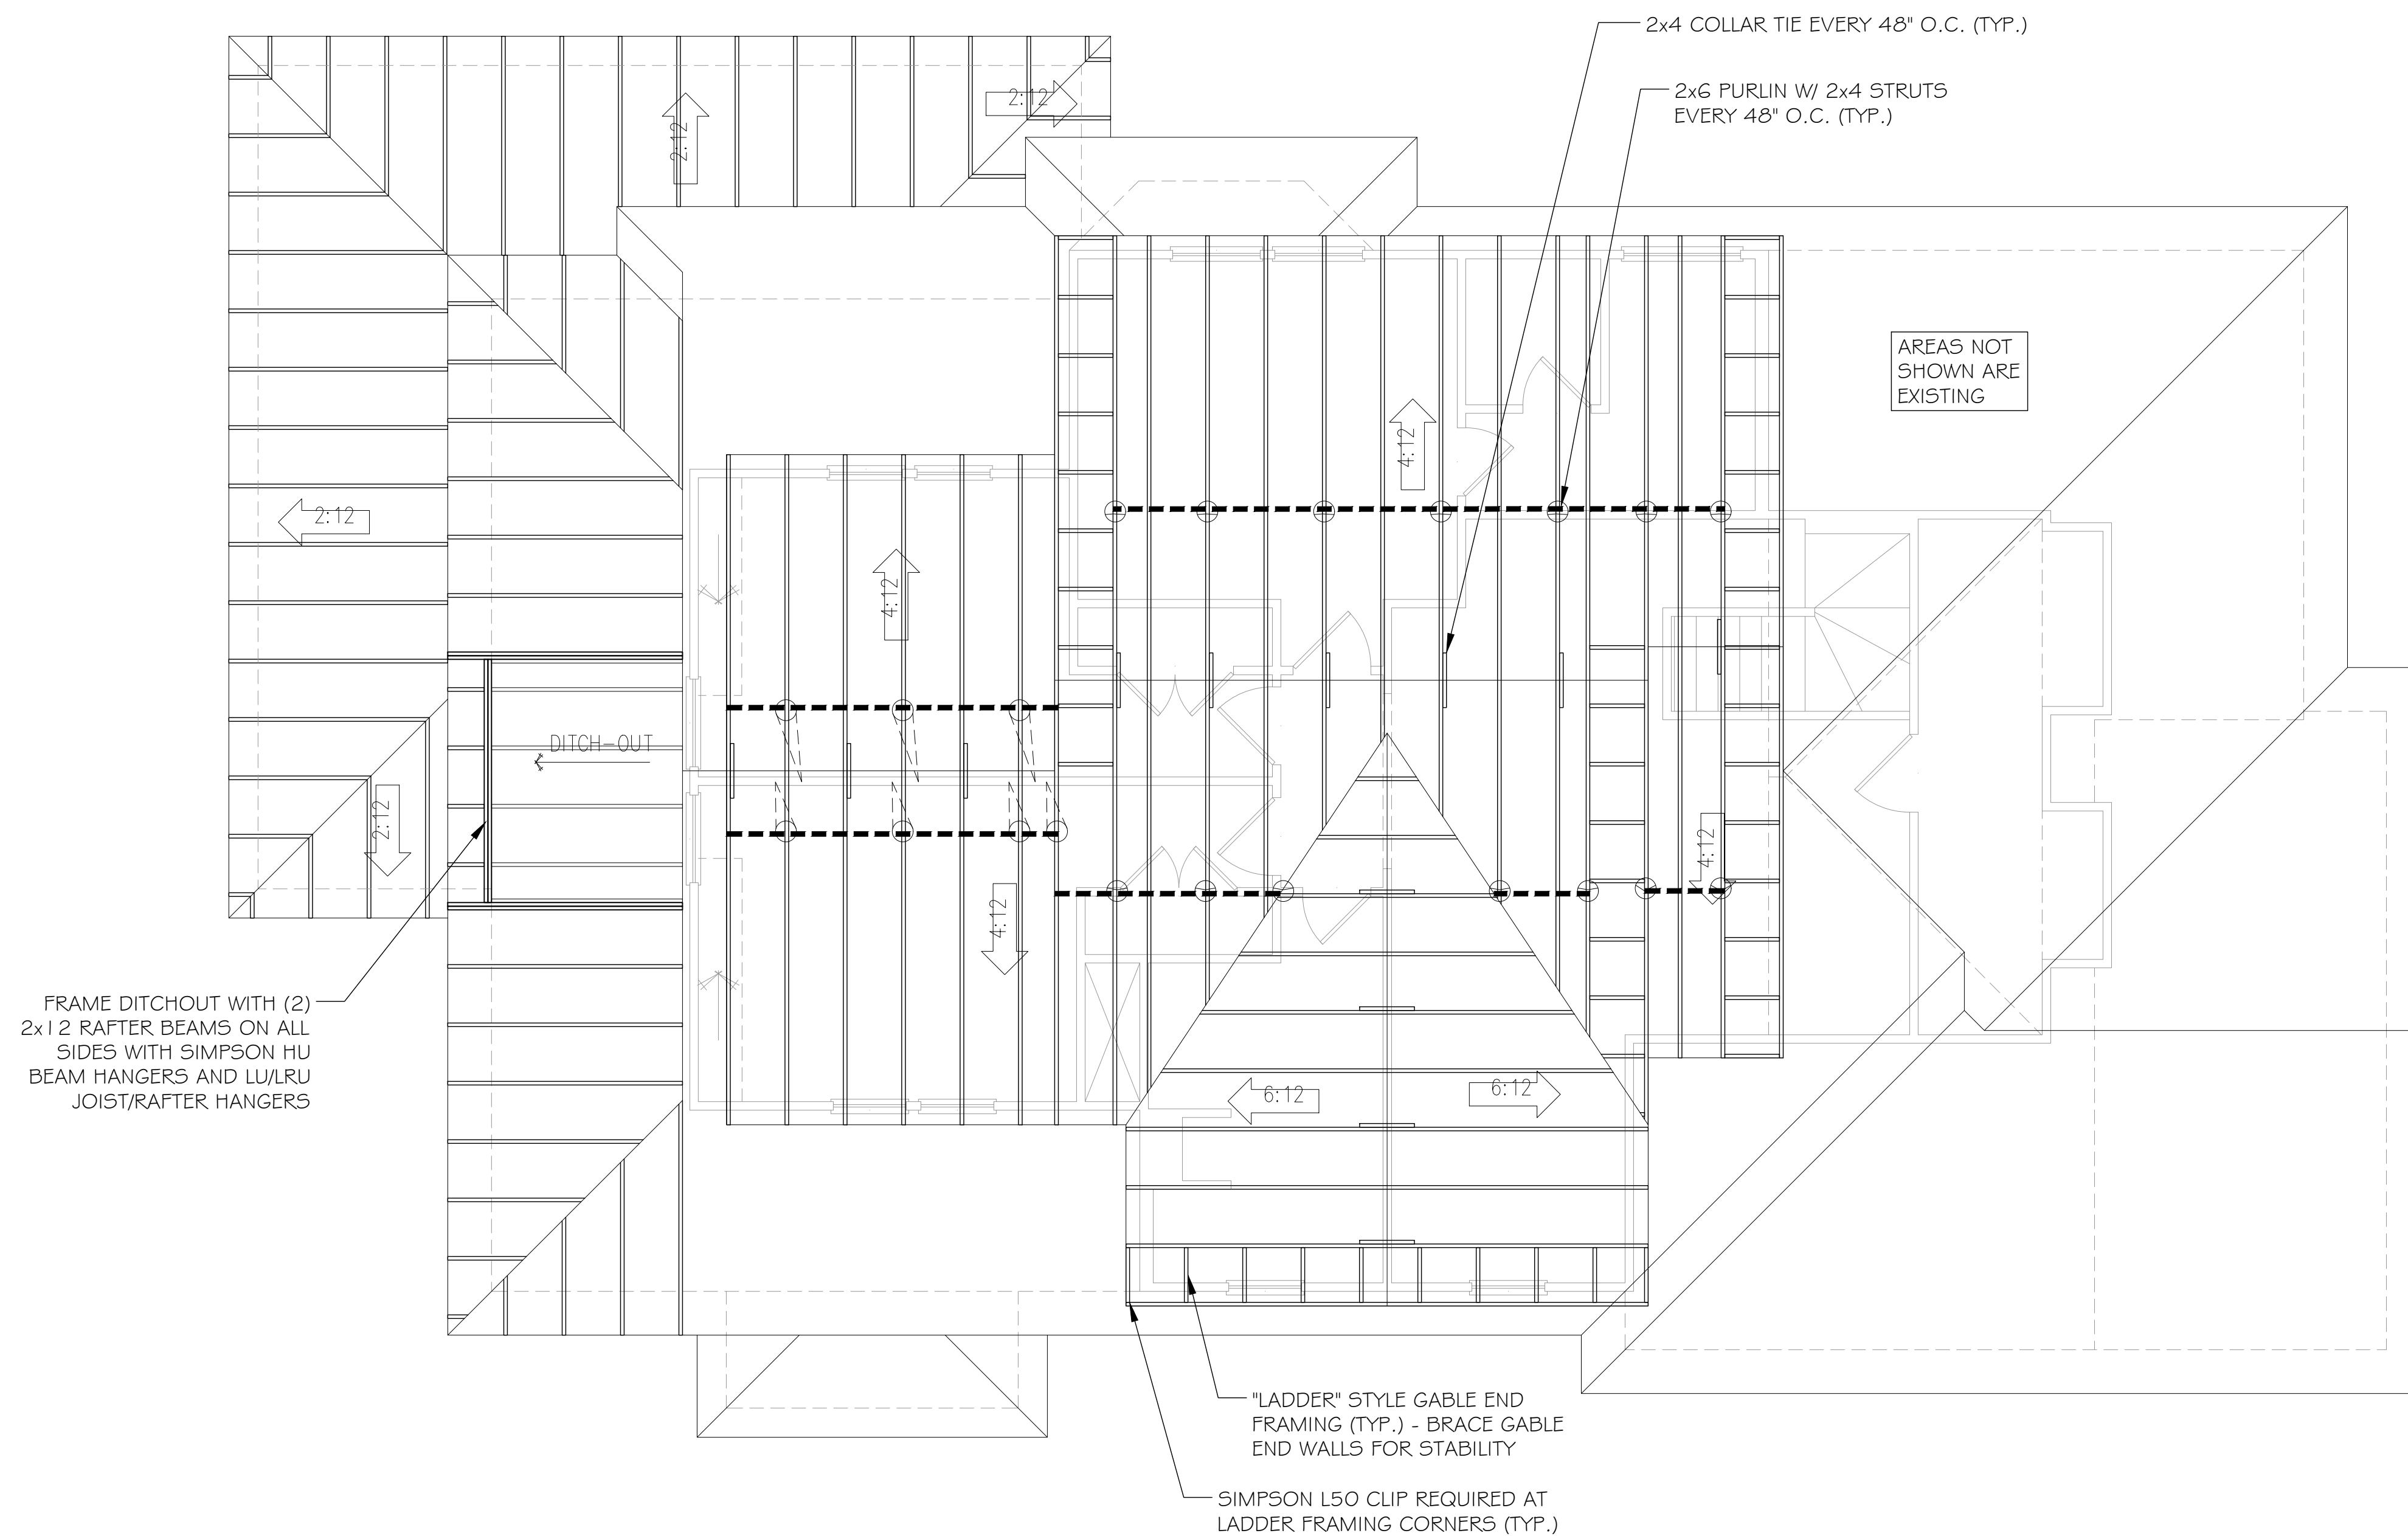 2x4 COLLAR TIE EVERY 48" O.C. (TYP.)
2x6 PURLIN W/ 2x4 STRUTS
EVERY 48" O.C. (TYP.)
2:12
2:12
AREAS NOT
SHOWN ARE
EXISTING
4:12
2:12
4:12
DITCH-OUT
2:12
4:12
4:12
FRAME DITCHOUT WITH (2)
2x12 RAFTER BEAMS ON ALL
SIDES WITH SIMPSON HU
BEAM HANGERS AND LU/LRU
JOIST/RAFTER HANGERS
6:12
6:12
"LADDER" STYLE GABLE END
FRAMING (TYP.) - BRACE GABLE
END WALLS FOR STABILITY
SIMPSON L50 CLIP REQUIRED AT
LADDER FRAMING CORNERS (TYP.)